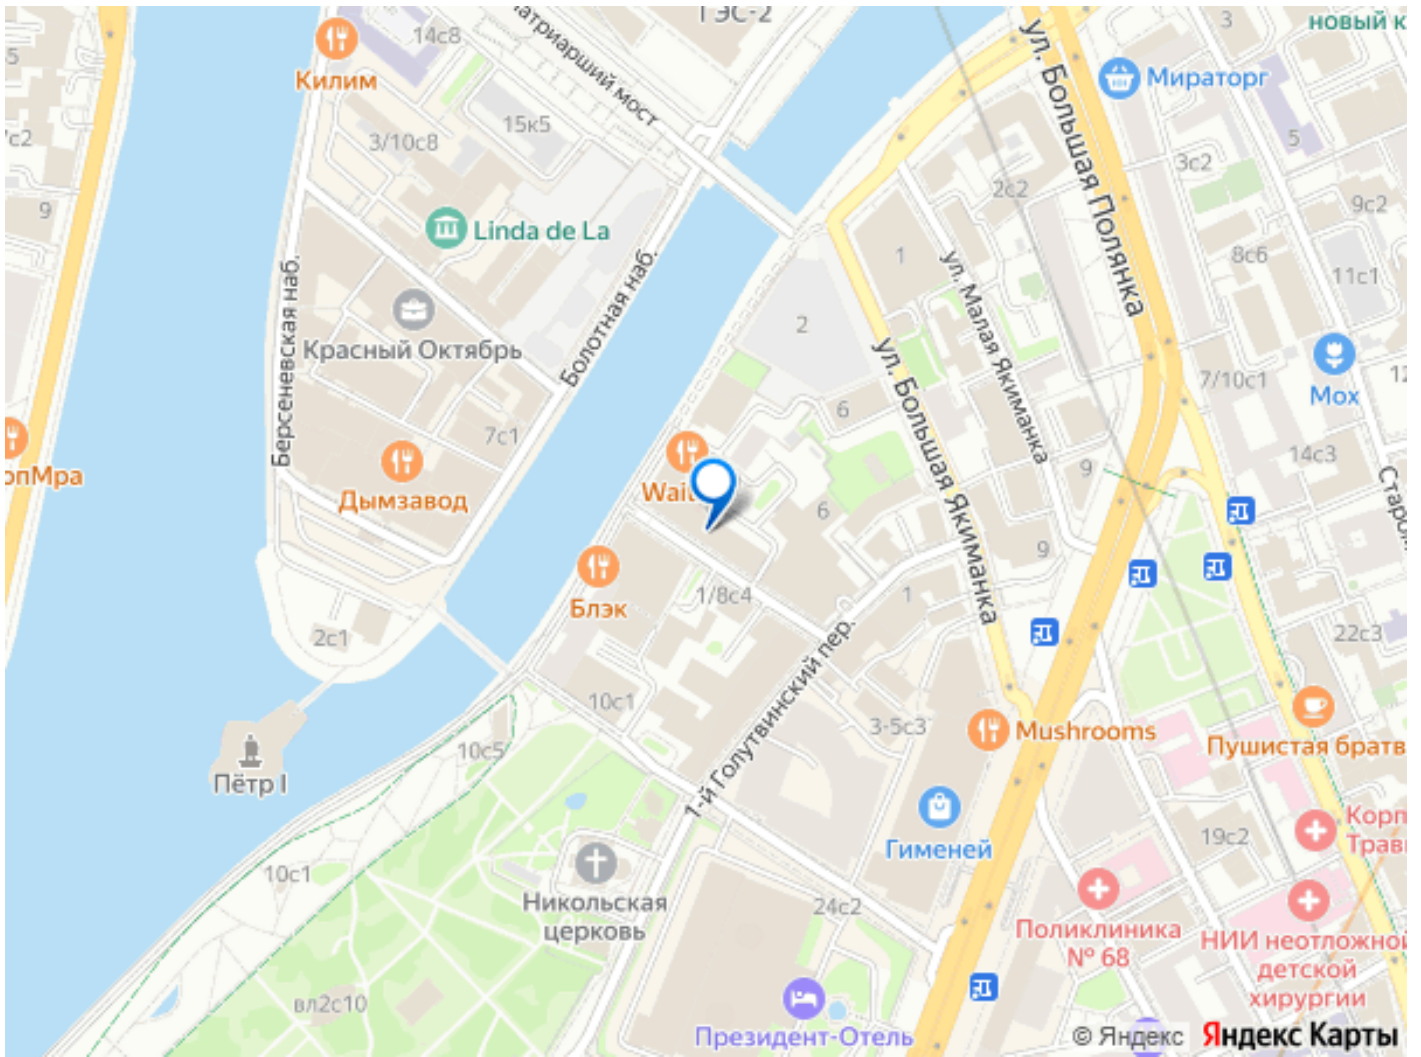 ГЭС-2
новый к
14с8
3
Килим
Патриарший мост
ул. Большая Полянка
Мираторг
15к5
3/10с8
5
7с2
3с2
2с2
9
9с2
Linda de La
1
8с6
11с1
ул. Малая Якиманка
Берсеневская наб.
Болотная наб.
Красный Октябрь
2
ул. Большая Якиманка
7/10с1
12
Мох
6
7с1
14с3
9
опМра
Дымзавод
Wail
6
9
1/8с4
1
Блэк
2с1
22с3
10с1
1-й Голутвинский пер.
3-5с3
Mushrooms
Пушистая братв
10с5
Пётр I
Корп
Трав
19с2
Гименей
10с1
Никольская
церковь
24с2
Поликлиника
№ 68
НИИ неотложной
детской
хирургии
вл2с10
Президент-Отель
© Яндекс Яндекс Карты